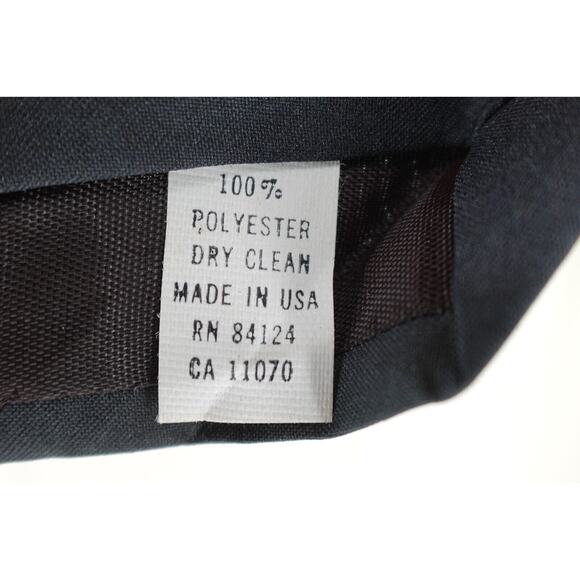 100%
POLYESTER
DRY CLEAN
MADE IN USA
RN 84124
CA 11070